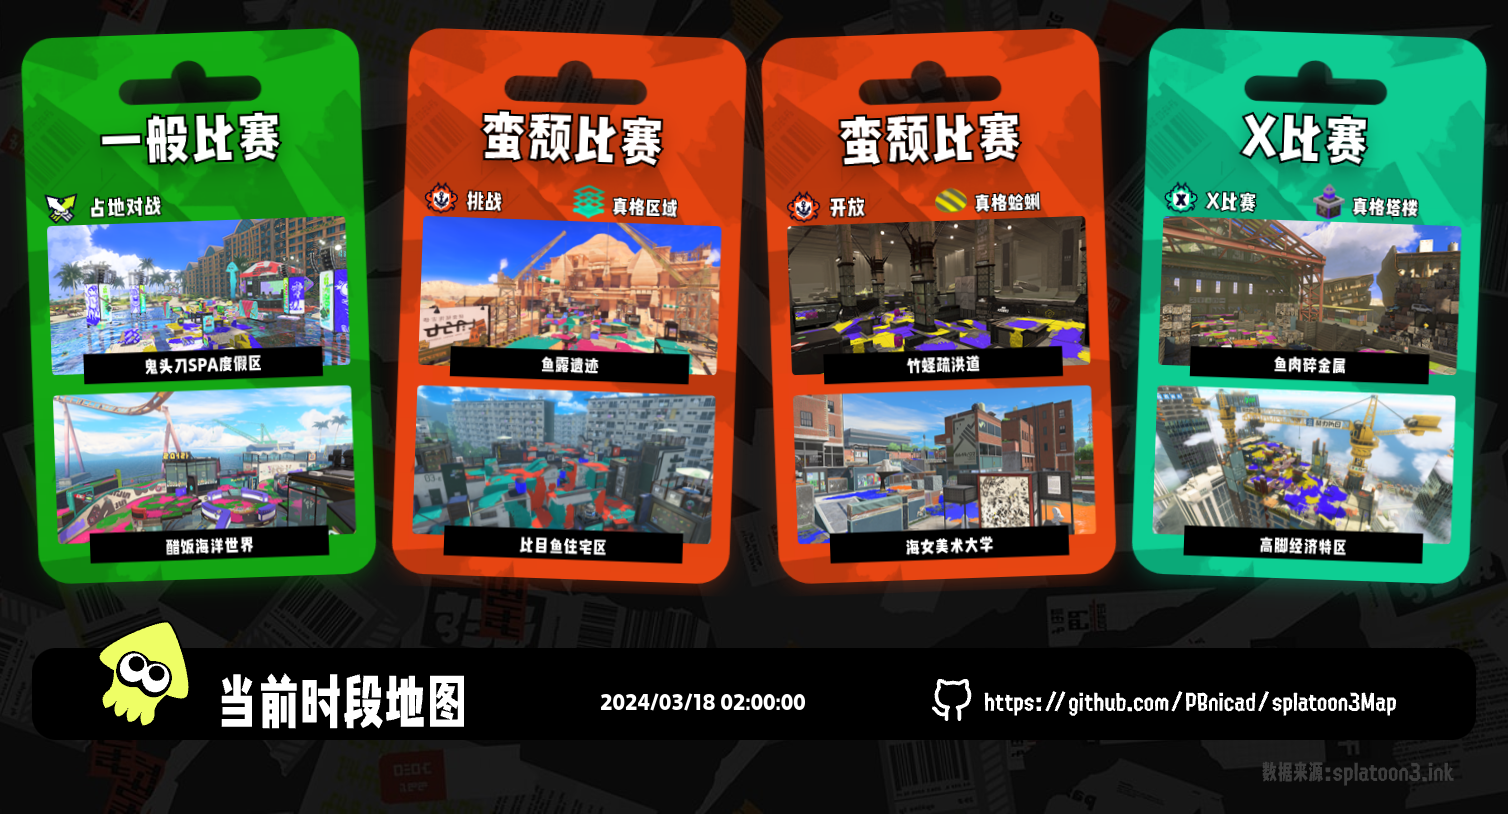 一般比赛
占地对战
鬼头刀SPA度假区
醋饭海洋世界
蛮颓比赛
挑战
真格区域
鱼露遗迹
比目鱼住宅区
蛮颓比赛
开放
真格蛤蜊
竹蛏疏洪道
海女美术大学
X比赛
X比赛
真格塔楼
鱼肉碎金属
高脚经济特区
当前时段地图
2024/03/18 02:00:00
https://github.com/PBnicad/splatoon3Map
数据来源:splatoon3.ink